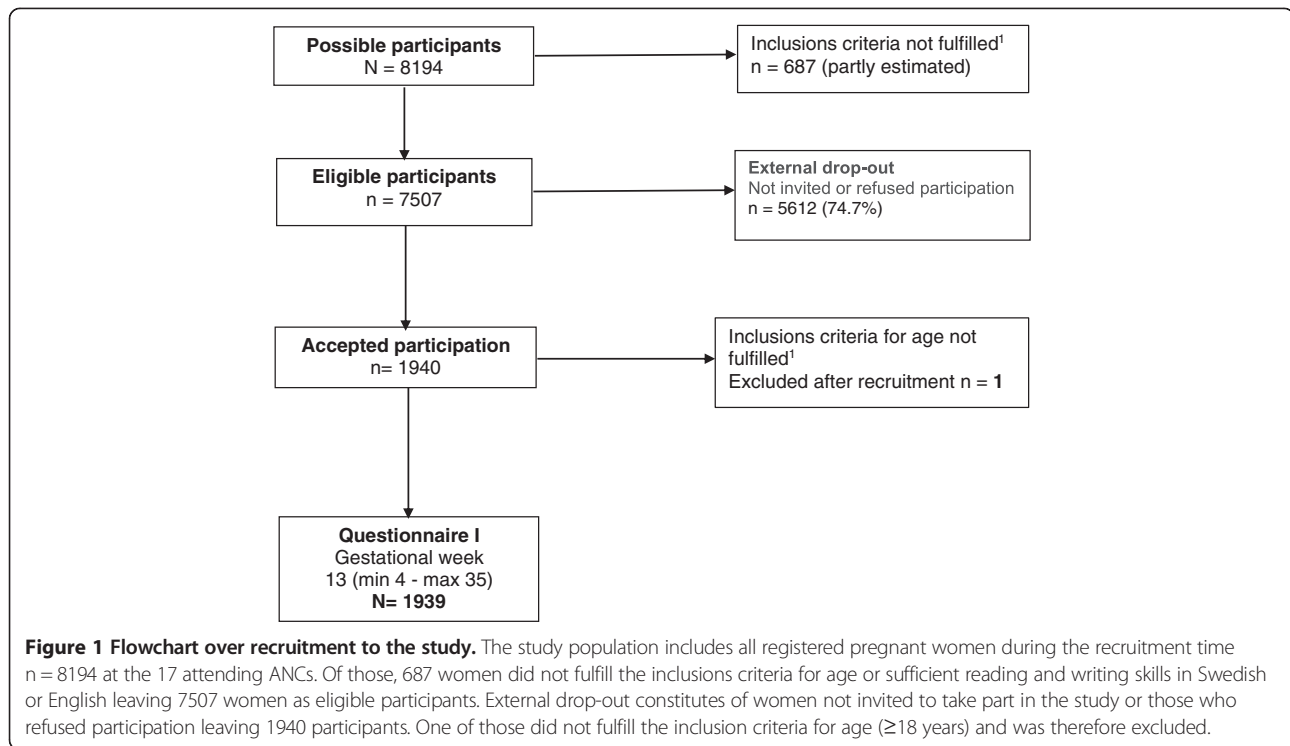 Possible participants
N = 8194
Inclusions criteria not fulfilled¹
n = 687 (partly estimated)
Eligible participants
n = 7507
External drop-out
Not invited or refused participation
n = 5612 (74.7%)
Accepted participation
n= 1940
Inclusions criteria for age not
fulfilled¹
Excluded after recruitment n = 1
Questionnaire I
Gestational week
13 (min 4 - max 35)
N= 1939
Figure 1 Flowchart over recruitment to the study. The study population includes all registered pregnant women during the recruitment time
n = 8194 at the 17 attending ANCs. Of those, 687 women did not fulfill the inclusions criteria for age or sufficient reading and writing skills in Swedish
or English leaving 7507 women as eligible participants. External drop-out constitutes of women not invited to take part in the study or those who
refused participation leaving 1940 participants. One of those did not fulfill the inclusion criteria for age (≥18 years) and was therefore excluded.